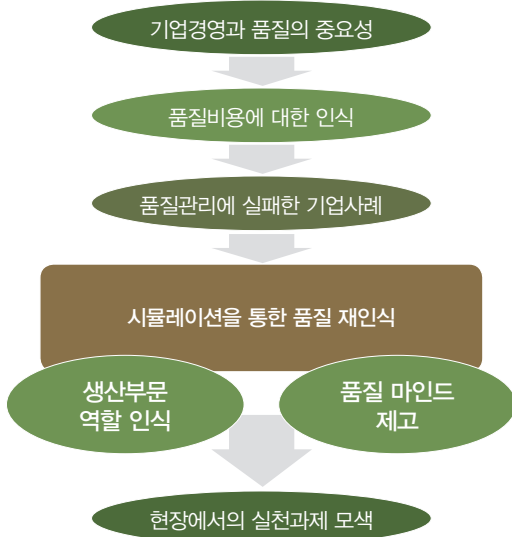 기업경영과 품질의 중요성
품질비용에 대한 인식
품질관리에 실패한 기업사례
시뮬레이션을 통한 품질 재인식
생산부문
역할 인식
품질 마인드
제고
현장에서의 실천과제 모색